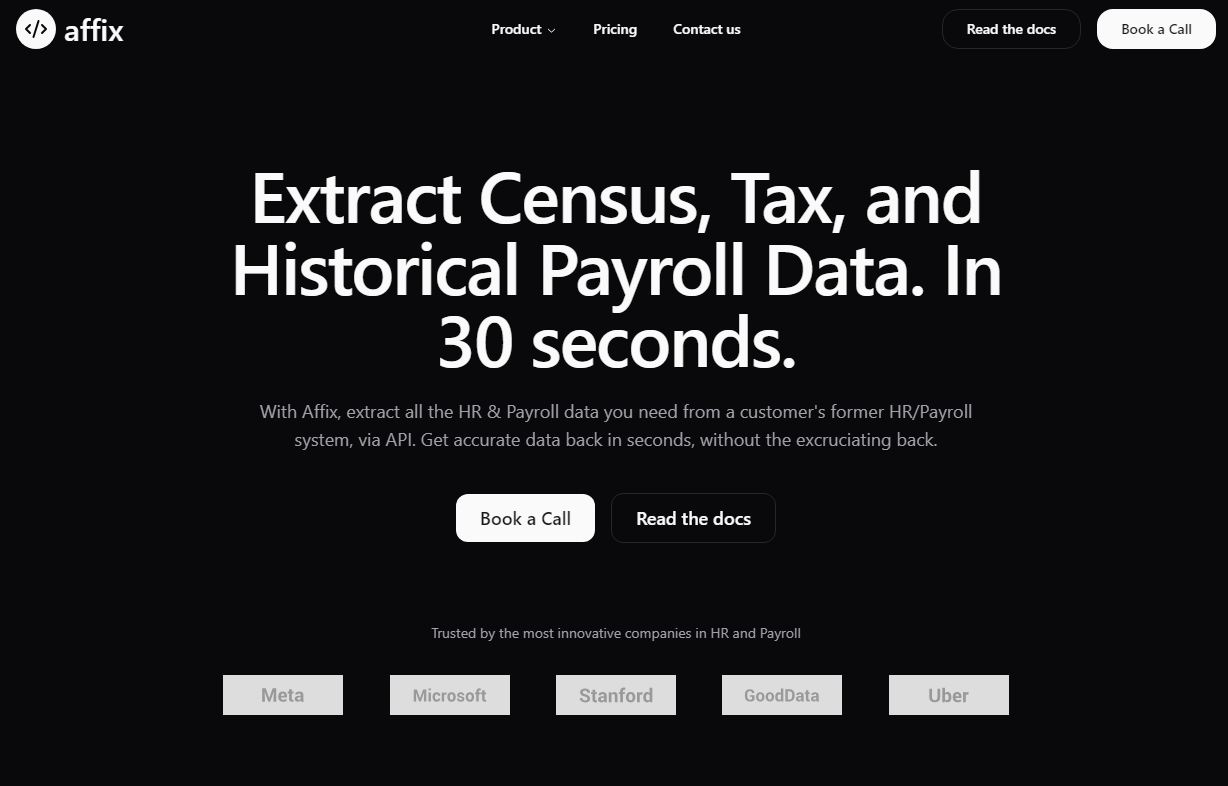 </> affix
Product
Pricing
Contact us
Read the docs
Book a Call
Extract Census, Tax, and
Historical Payroll Data. In
30 seconds.
With Affix, extract all the HR & Payroll data you need from a customer's former HR/Payroll
system, via API. Get accurate data back in seconds, without the excruciating back.
Book a Call
Read the docs
Trusted by the most innovative companies in HR and Payroll
Meta
Microsoft
Stanford
GoodData
Uber